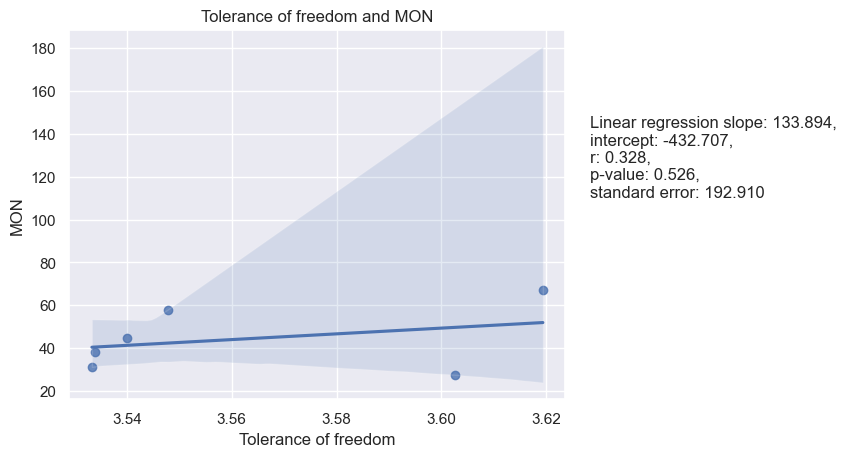 Tolerance of freedom and MON
180
160
140
120
100
80
60
40
20
MON
3.54
3.56
3.58
3.60
3.62
Tolerance of freedom
Linear regression slope: 133.894,
intercept: -432.707,
r: 0.328,
p-value: 0.526,
standard error: 192.910